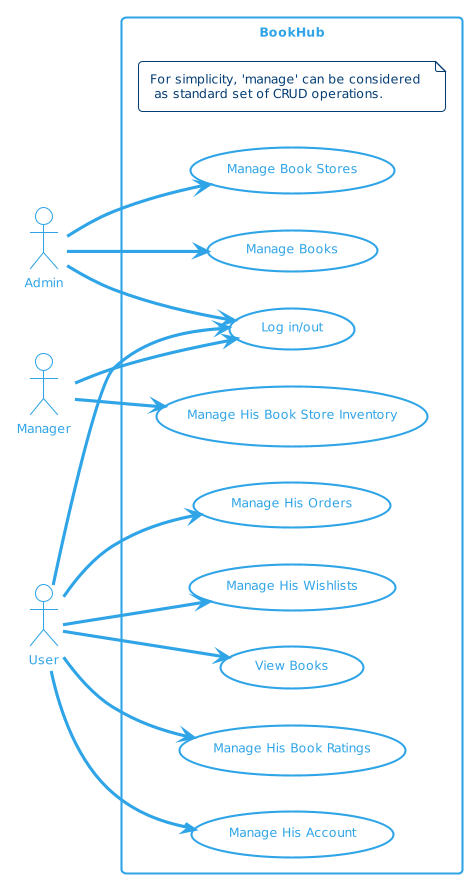 BookHub
For simplicity, 'manage' can be considered
as standard set of CRUD operations.
Manage Book Stores
Admin
Manage Books
Log in/out
Manager
Manage His Book Store Inventory
Manage His Orders
Manage His Wishlists
User
View Books
Manage His Book Ratings
Manage His Account